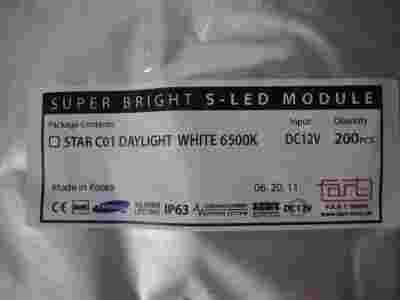 SUPER BRIGHT S-LED MODULE
Package Contents Input Quantity
STAR C01 DAYLIGHT WHITE 6500K DC12V 200PCS
Made in Korea 06. 20. 11
CE IP63 DC12V